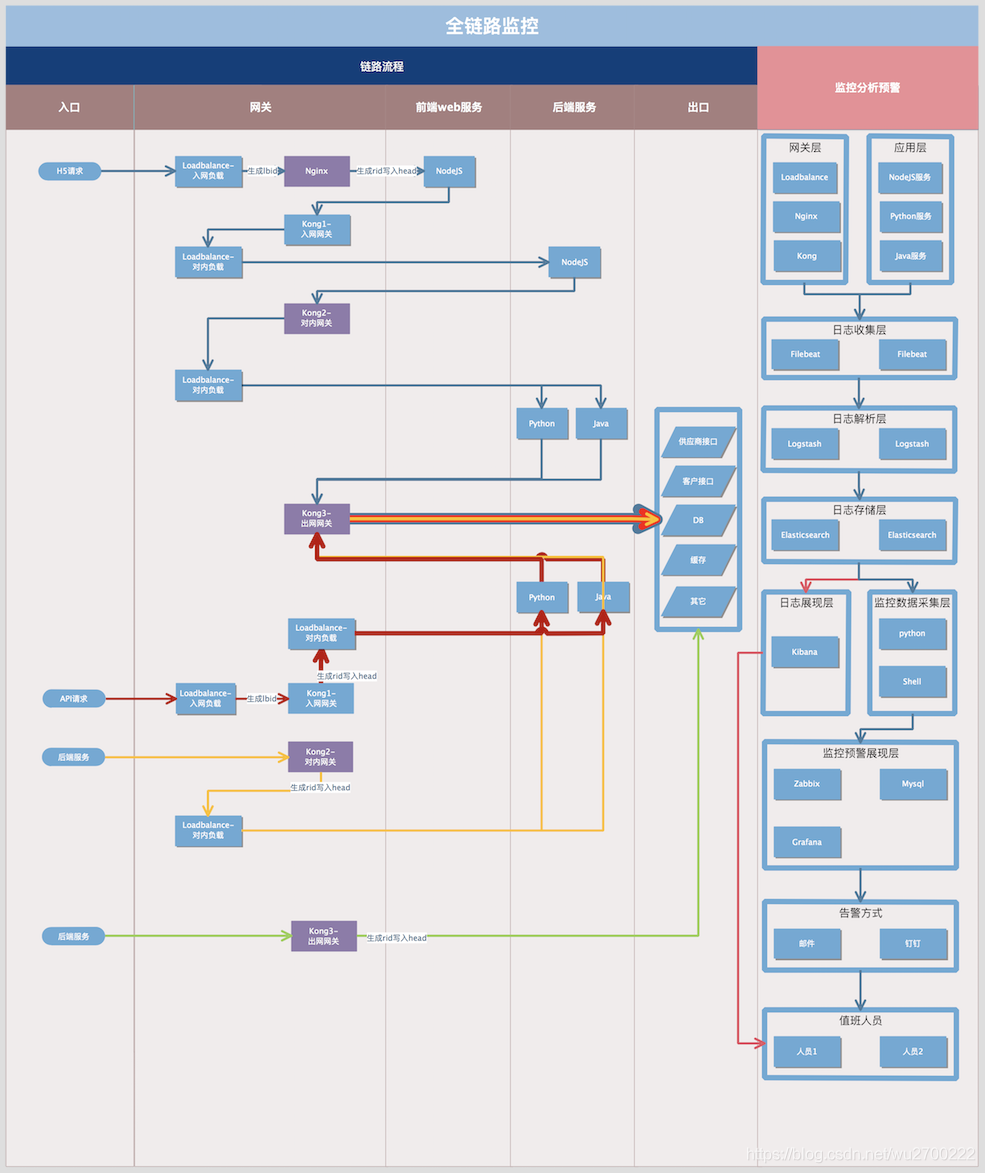 全链路监控
链路流程
监控分析预警
入口
网关
前端web服务
后端服务
出口
H5请求
Loadbalance-
入网负载
生成lbid
Nginx
生成rid写入head
NodeJS
Kong1-
入网网关
Loadbalance-
对内负载
NodeJS
Kong2-
对内网关
Loadbalance-
对内负载
Python
Java
Kong3-
出网网关
供应商接口
客户接口
DB
缓存
其它
Python
Java
Loadbalance-
对内负载
生成rid写入head
API请求
Loadbalance-
入网负载
生成lbid
Kong1-
入网网关
后端服务
Kong2-
对内网关
生成rid写入head
Loadbalance-
对内负载
后端服务
Kong3-
出网网关
生成rid写入head
网关层
Loadbalance
Nginx
Kong
应用层
NodeJS服务
Python服务
Java服务
日志收集层
Filebeat
Filebeat
日志解析层
Logstash
Logstash
日志存储层
Elasticsearch
Elasticsearch
日志展现层
Kibana
监控数据采集层
python
Shell
监控预警展现层
Zabbix
Mysql
Grafana
告警方式
邮件
钉钉
值班人员
人员1
人员2
https://blog.csdn.net/wu2700222